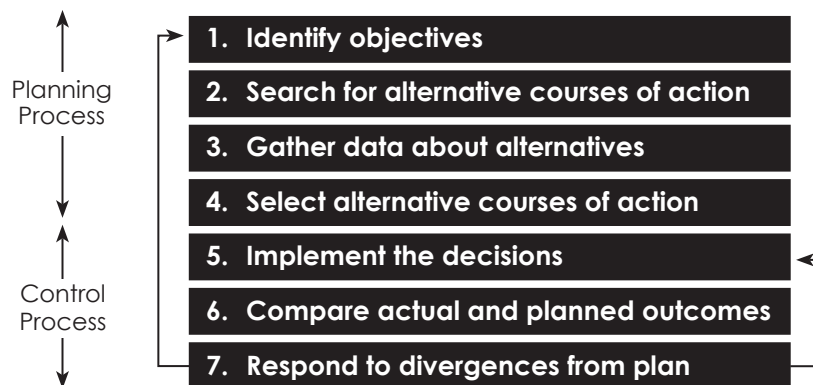 Planning
Process
Control
Process
1. Identify objectives
2. Search for alternative courses of action
3. Gather data about alternatives
4. Select alternative courses of action
5. Implement the decisions
6. Compare actual and planned outcomes
7. Respond to divergences from plan